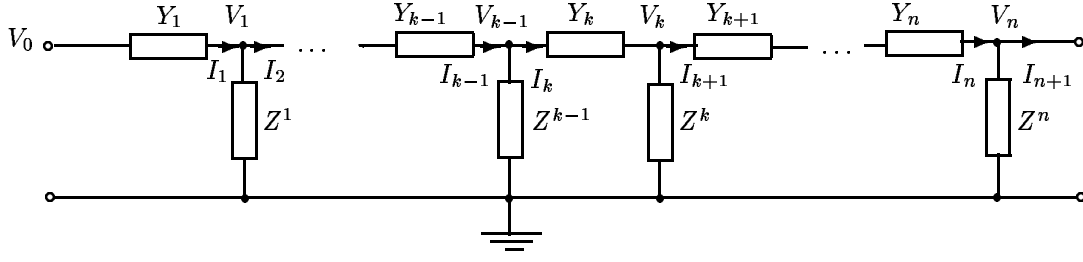 Y₁ V₁ Yₖ₋₁ Vₖ₋₁ Yₖ Vₖ Yₖ₊₁ Yₙ Vₙ
V₀ ... ...
I₁ I₂ Iₖ₋₁ Iₖ Iₖ₊₁ Iₙ Iₙ₊₁
Z¹ Zᵏ⁻¹ Zᵏ Zⁿ